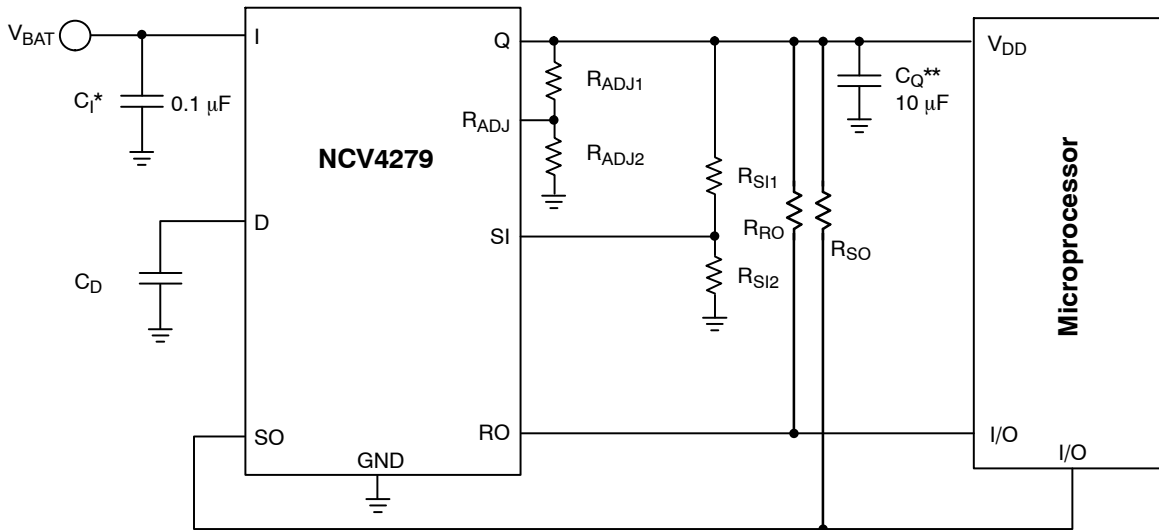 V_BAT
I
Q
V_DD
C_I*
0.1 μF
R_ADJ1
C_Q**
10 μF
R_ADJ
NCV4279
R_ADJ2
R_SI1
D
SI
R_RO
R_SO
C_D
R_SI2
Microprocessor
SO
RO
I/O
GND
I/O